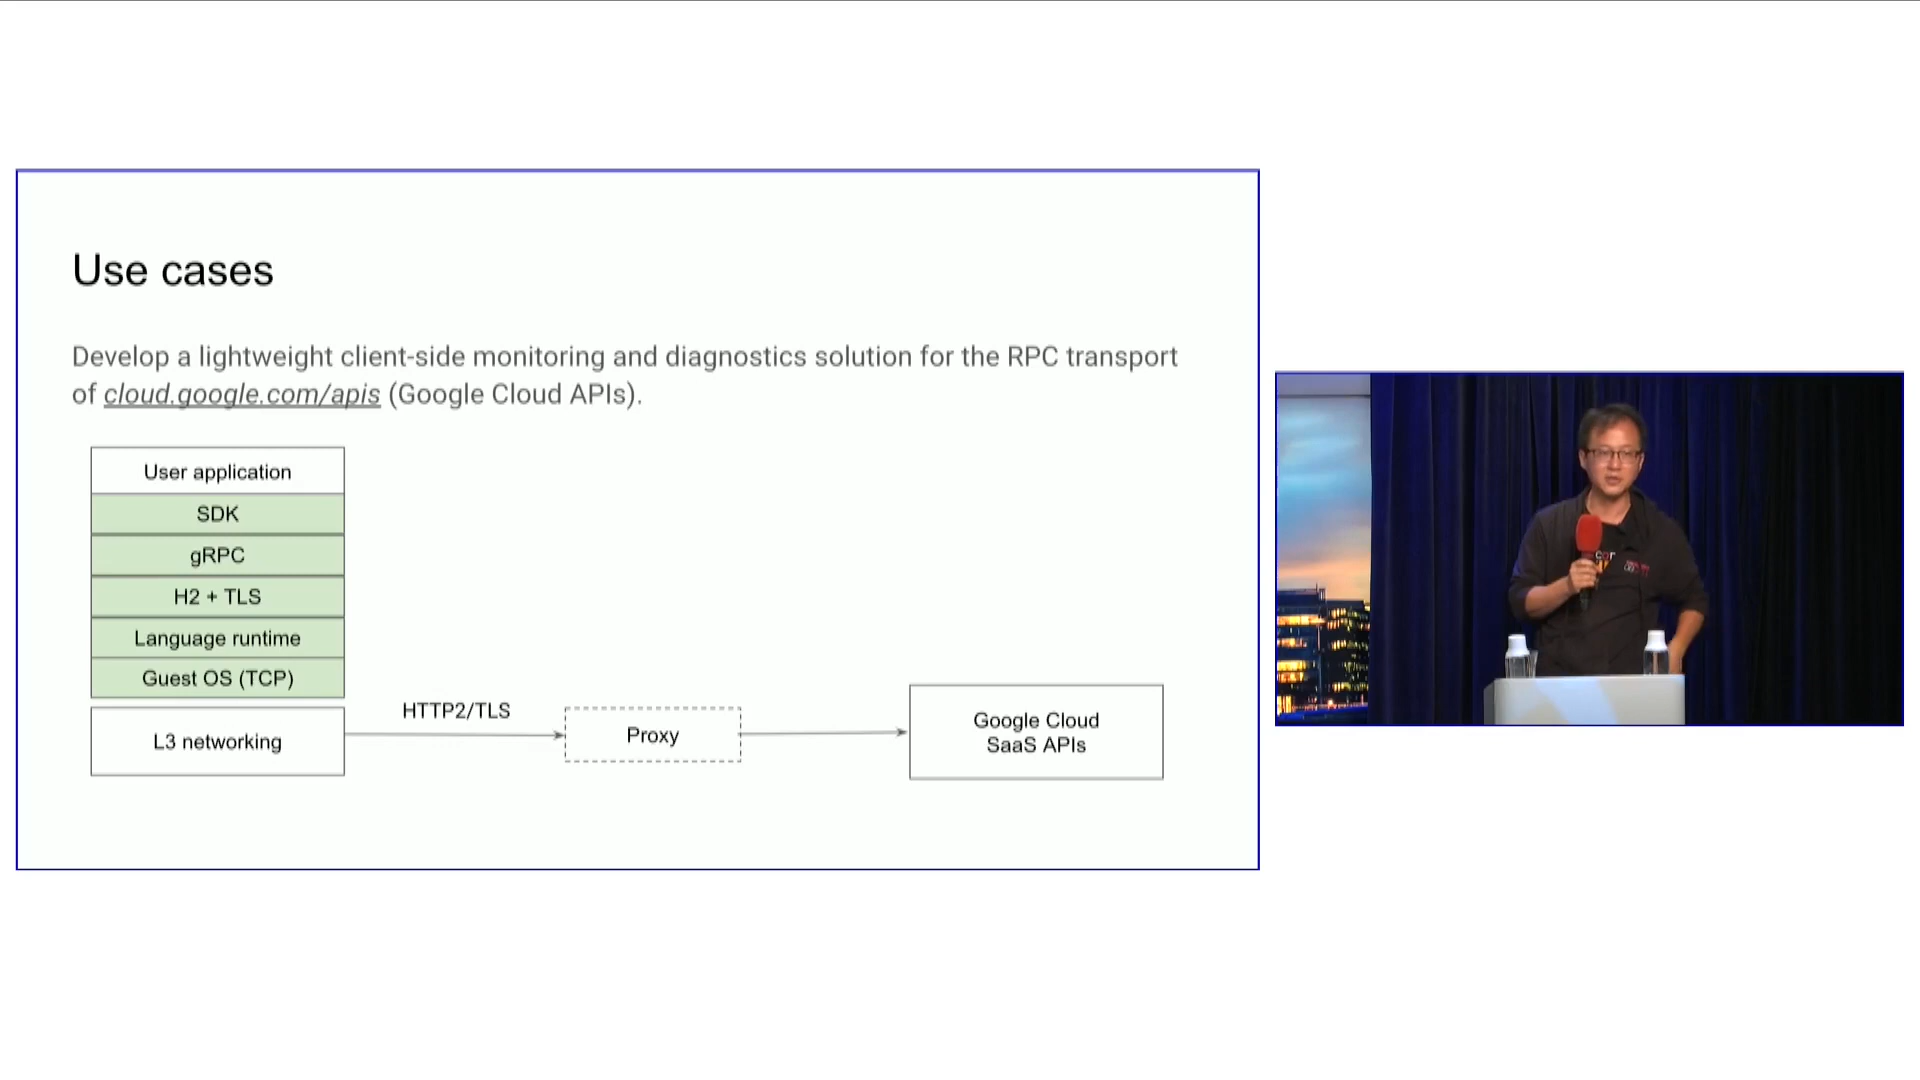 Use cases
Develop a lightweight client-side monitoring and diagnostics solution for the RPC transport
of cloud.google.com/apis (Google Cloud APIs).
User application
SDK
gRPC
H2 + TLS
Language runtime
Guest OS (TCP)
L3 networking
HTTP2/TLS
Proxy
Google Cloud
SaaS APIs